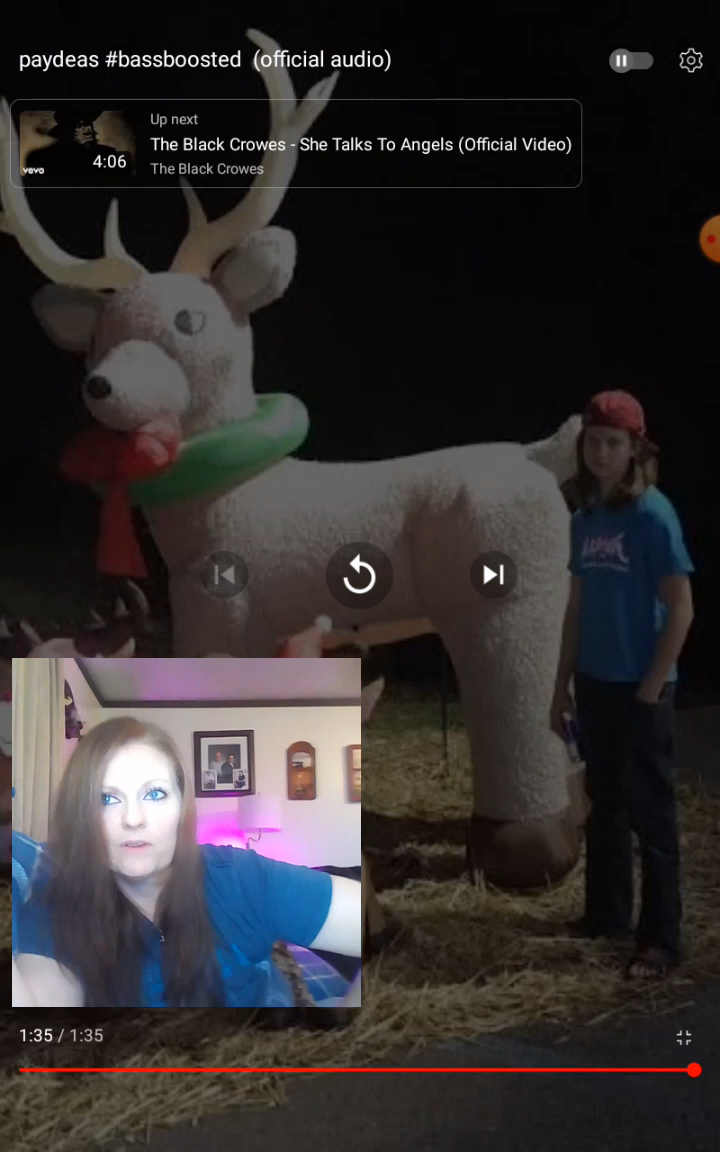 paydeas #bassboosted (official audio)
Up next
The Black Crowes - She Talks To Angels (Official Video)
The Black Crowes
4:06
vevo
1:35 / 1:35